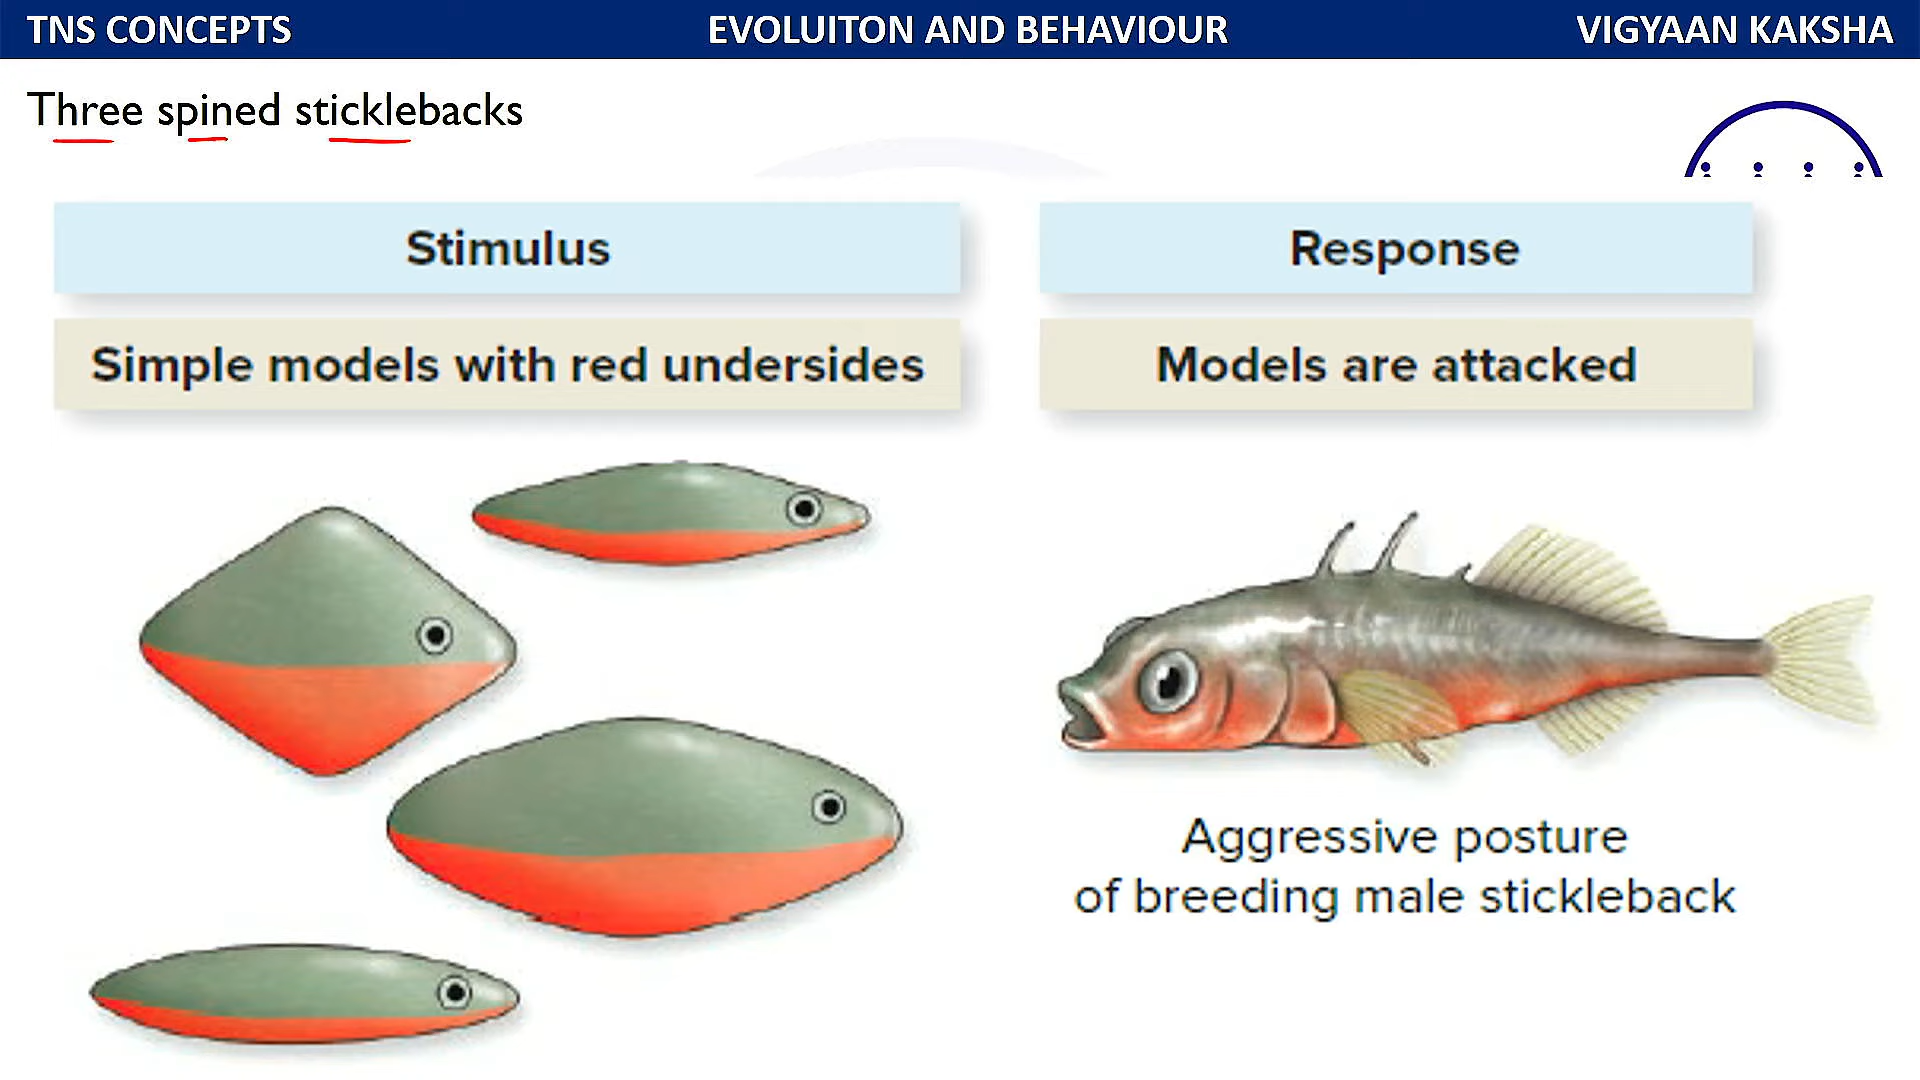 TNS CONCEPTS
EVOLUITON AND BEHAVIOUR
VIGYAAN KAKSHA
Three spined sticklebacks
Stimulus
Response
Simple models with red undersides
Models are attacked
Aggressive posture
of breeding male stickleback